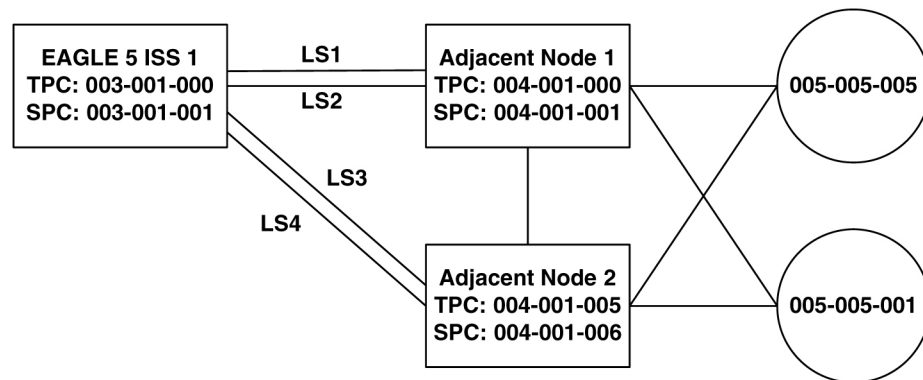 EAGLE 5 ISS 1
TPC: 003-001-000
SPC: 003-001-001
LS1
LS2
Adjacent Node 1
TPC: 004-001-000
SPC: 004-001-001
005-005-005
LS3
LS4
Adjacent Node 2
TPC: 004-001-005
SPC: 004-001-006
005-005-001